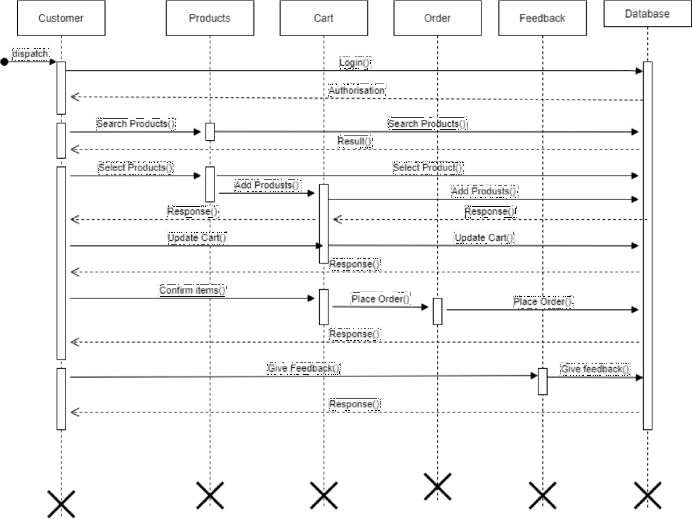 Customer
Products
Cart
Order
Feedback
Database
dispatch
Login()
Authorisation
Search Products()
Search Products()
Result()
Select Products()
Select Product()
Add Produsts()
Add Produsts()
Response()
Response()
Update Cart()
Update Cart()
Response()
Confirm items()
Place Order()
Place Order()
Response()
Give Feedback()
Give feedback()
Response()